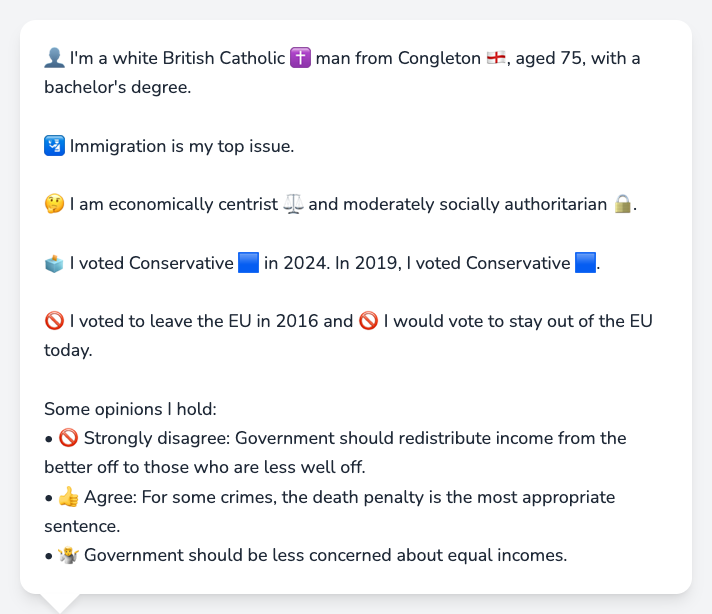 👤 I'm a white British Catholic ✝️ man from Congleton 🏴󠁧󠁢󠁥󠁮󠁧󠁿, aged 75, with a
bachelor's degree.
🛂 Immigration is my top issue.
🤔 I am economically centrist ⚖️ and moderately socially authoritarian 🔒.
🗳️ I voted Conservative 🟦 in 2024. In 2019, I voted Conservative 🟦.
🚫 I voted to leave the EU in 2016 and 🚫 I would vote to stay out of the EU
today.
Some opinions I hold:
• 🚫 Strongly disagree: Government should redistribute income from the
better off to those who are less well off.
• 👍 Agree: For some crimes, the death penalty is the most appropriate
sentence.
• 🤷 Government should be less concerned about equal incomes.